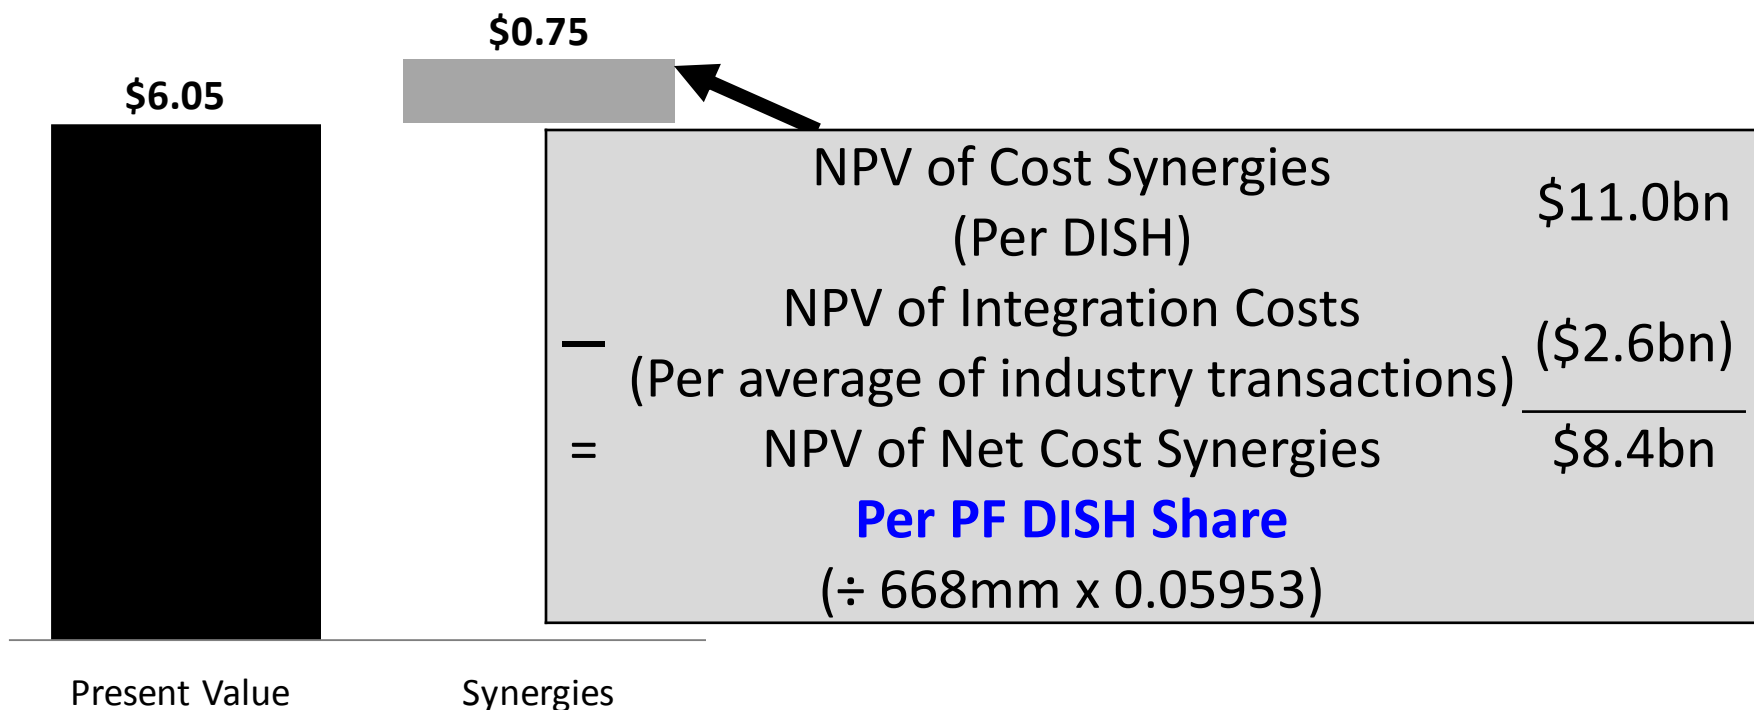 $0.75
$6.05
NPV of Cost Synergies
(Per DISH)
$11.0bn
NPV of Integration Costs
— (Per average of industry transactions)
($2.6bn)
= NPV of Net Cost Synergies $8.4bn
Per PF DISH Share
(÷ 668mm x 0.05953)
Present Value Synergies